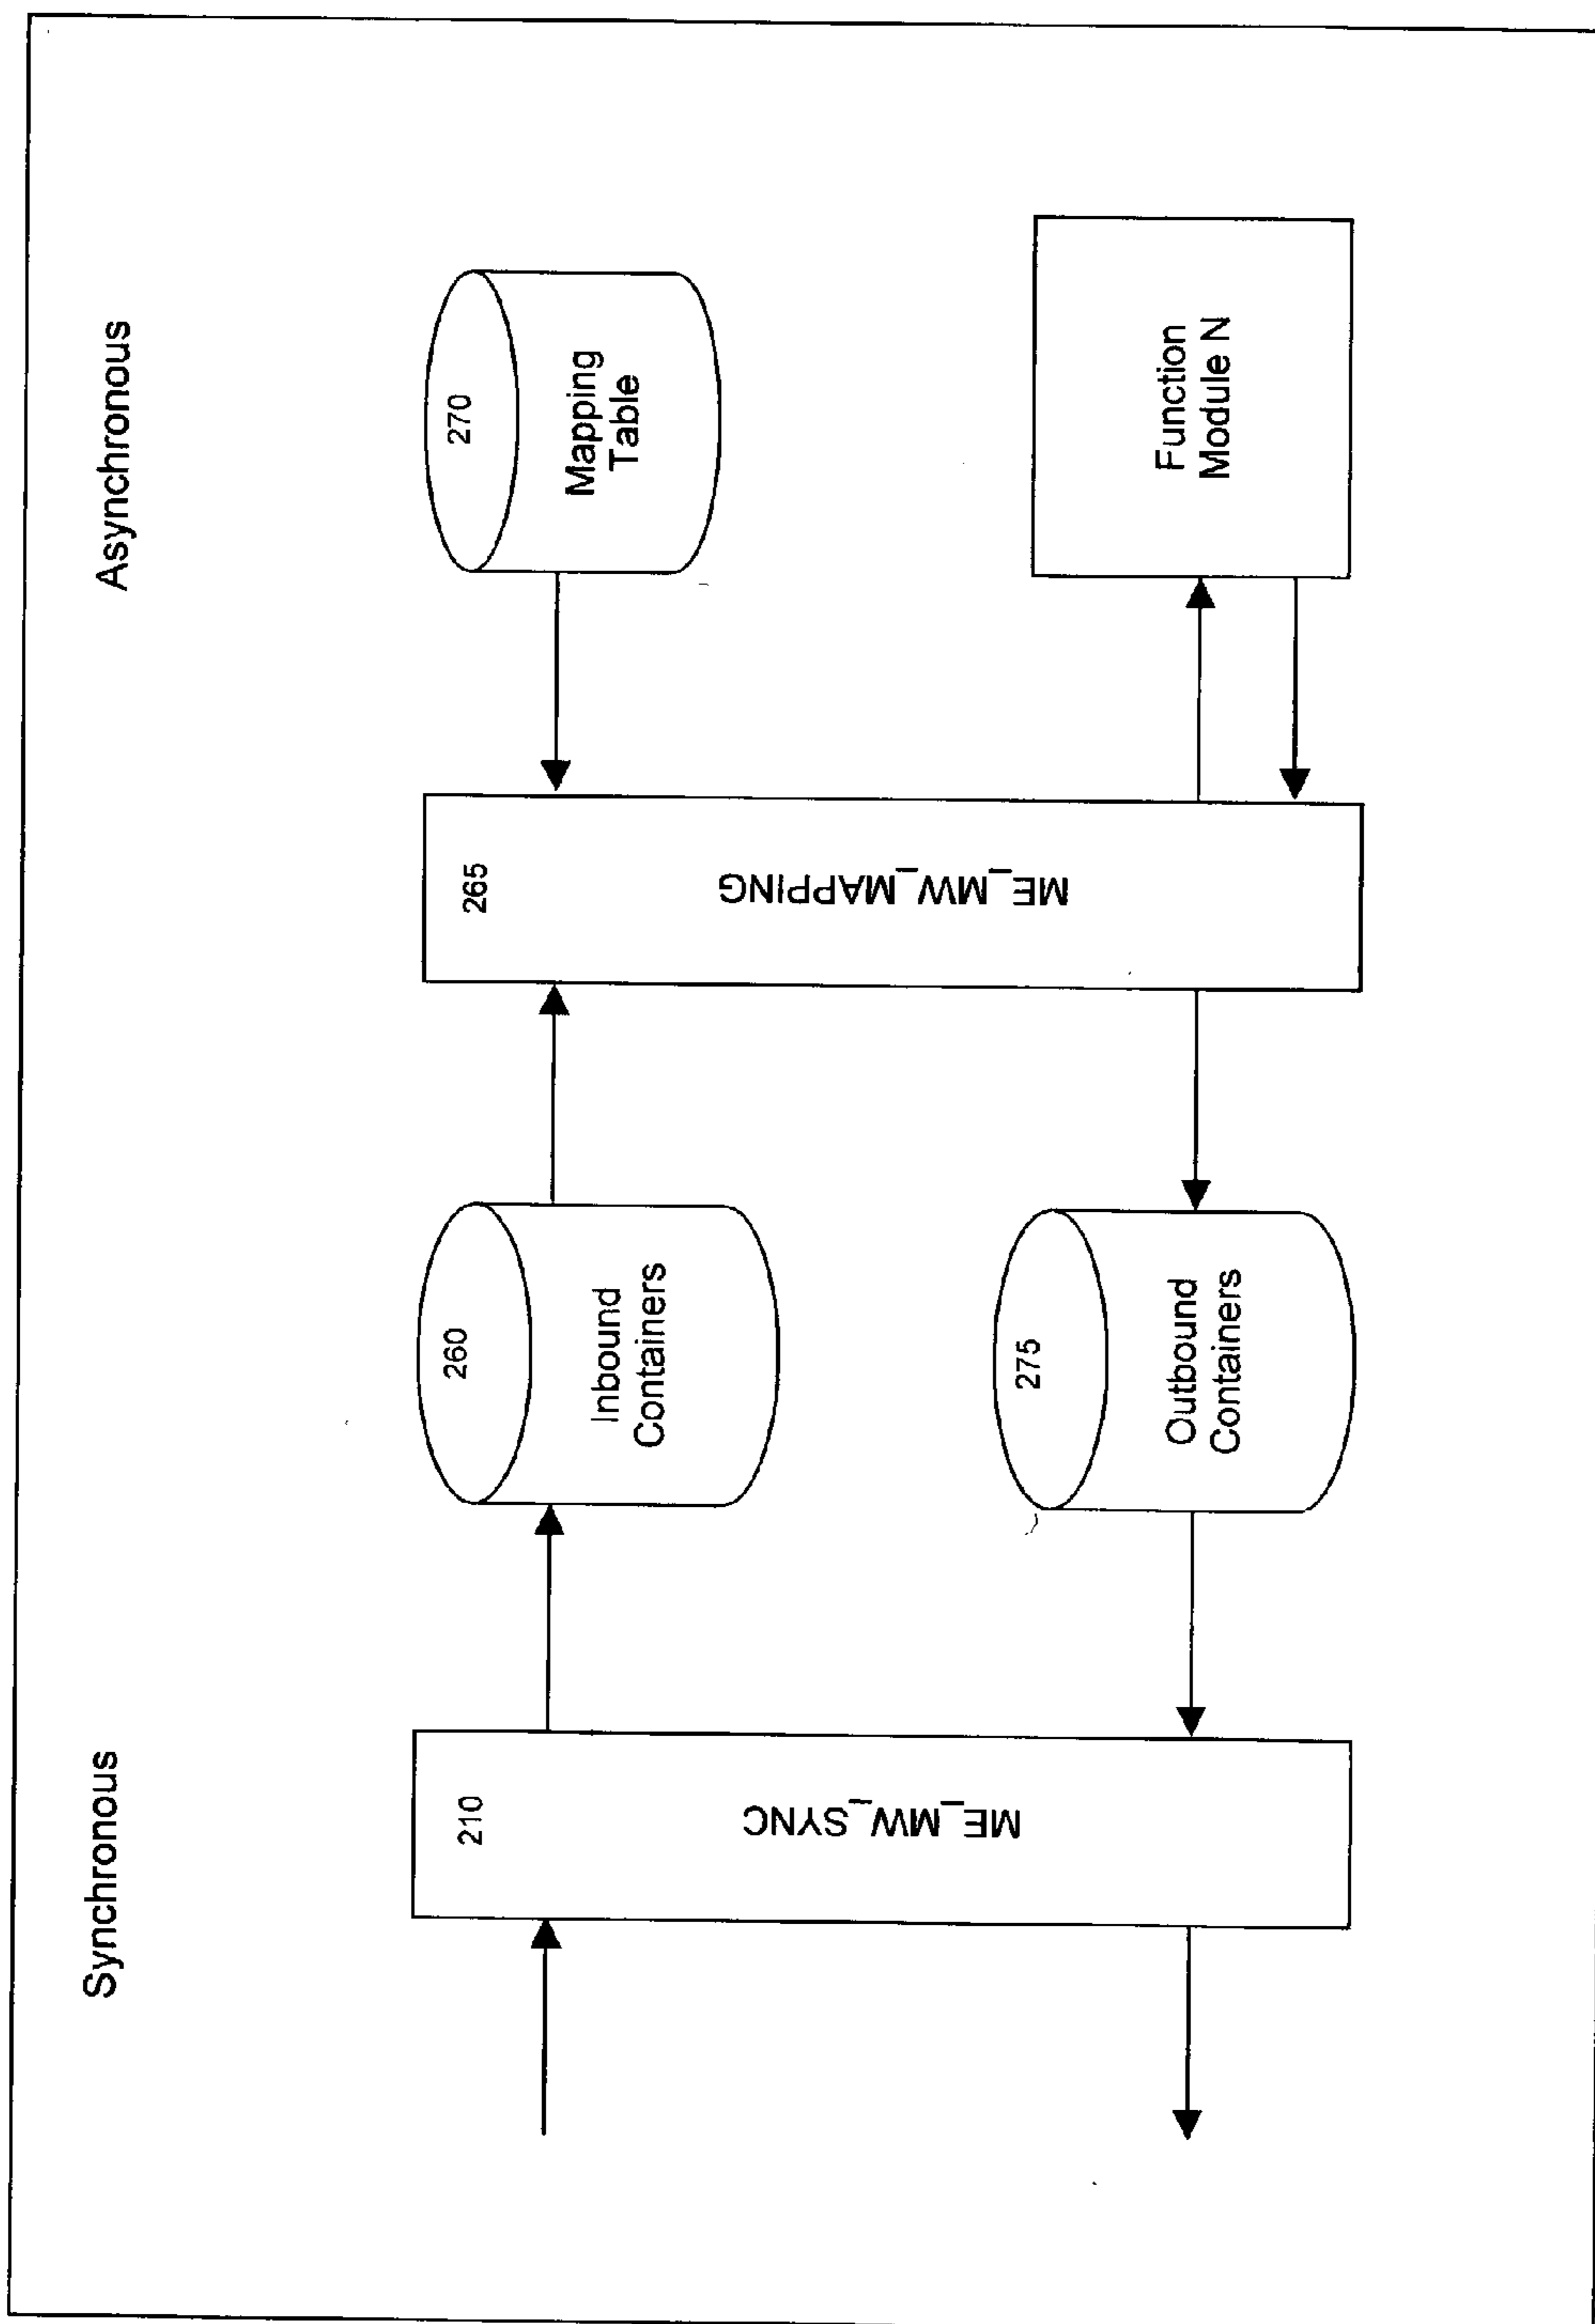 Synchronous
Asynchronous
210
ME_MW_SYNC
260
Inbound
Containers
275
Outbound
Containers
265
ME_MW_MAPPING
270
Mapping
Table
Function
Module N